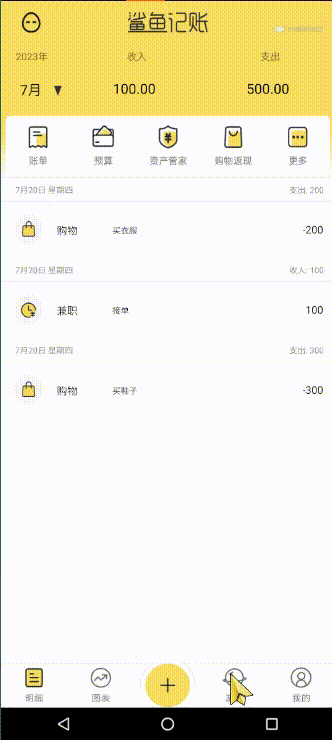 鲨鱼记账
2023年 收入 支出
7月 100.00 500.00
账单 预算 资产管家 购物返现 更多
7月20日 星期四 支出: 200
购物 买衣服 -200
7月20日 星期四 收入: 100
兼职 接单 100
7月20日 星期四 支出: 300
购物 买鞋子 -300
明细 图表 我的